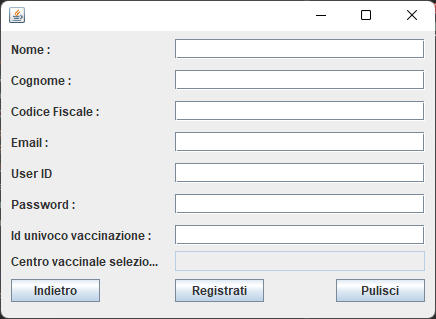 Nome :
Cognome :
Codice Fiscale :
Email :
User ID
Password :
Id univoco vaccinazione :
Centro vaccinale selezio...
Indietro Registrati Pulisci